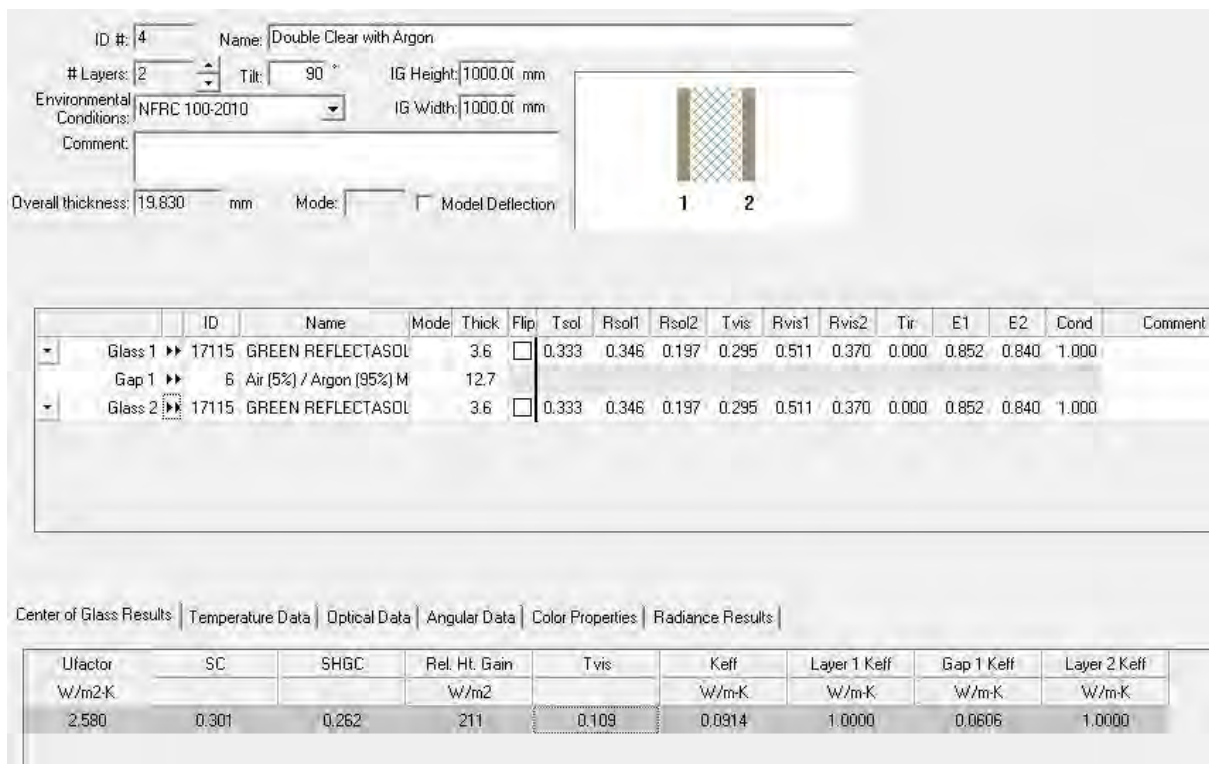 ID #: 4 Name: Double Clear with Argon
# Layers: 2 Tilt: 90 ° IG Height: 1000.0( mm
Environmental Conditions: NFRC 100-2010 IG Width: 1000.0( mm
Comment:
Overall thickness: 19.830 mm Mode: Model Deflection
1 2
ID Name Mode Thick Flip Tsol Rsol1 Rsol2 Tvis Rvis1 Rvis2 Tir E1 E2 Cond Comment
Glass 1 17115 GREEN REFLECTASOL 3.6 0.333 0.346 0.197 0.295 0.511 0.370 0.000 0.852 0.840 1.000
Gap 1 6 Air (5%) / Argon (95%) M 12.7
Glass 2 17115 GREEN REFLECTASOL 3.6 0.333 0.346 0.197 0.295 0.511 0.370 0.000 0.852 0.840 1.000
Center of Glass Results Temperature Data Optical Data Angular Data Color Properties Radiance Results
Ufactor SC SHGC Rel. Ht. Gain Tvis Keff Layer 1 Keff Gap 1 Keff Layer 2 Keff
W/m2-K W/m2 W/m-K W/m-K W/m-K W/m-K
2.580 0.301 0.262 211 0.109 0.0914 1.0000 0.0606 1.0000